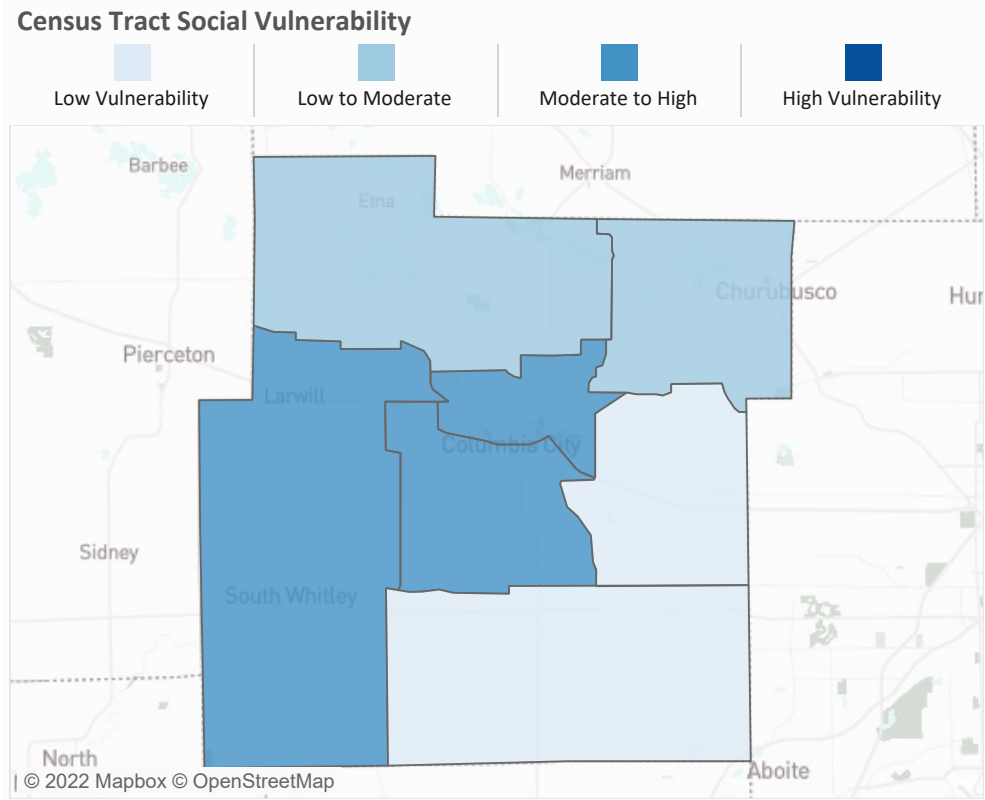 Census Tract Social Vulnerability
Low Vulnerability
Low to Moderate
Moderate to High
High Vulnerability
Barbee
Merriam
Etna
Churubusco
Hur
Pierceton
Larwill
Columbia City
Sidney
South Whitley
North
Aboite
| © 2022 Mapbox © OpenStreetMap